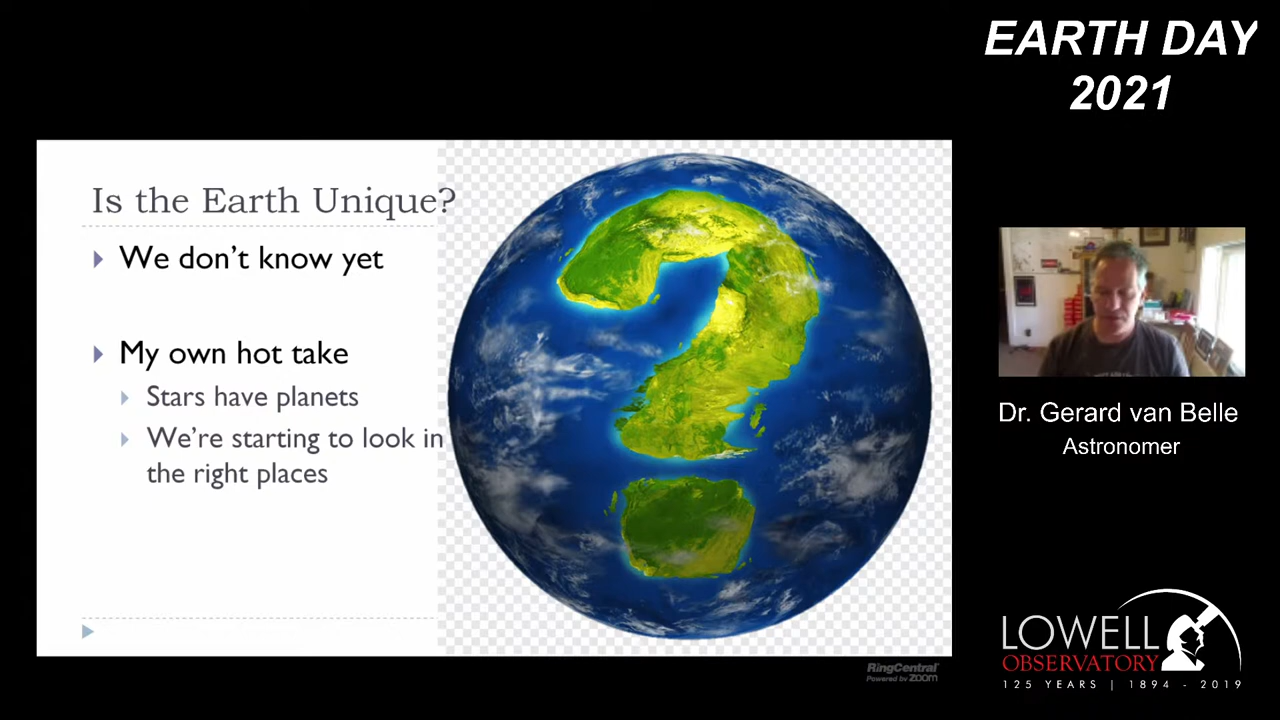 EARTH DAY
2021
Is the Earth Unique?
We don't know yet
My own hot take
Stars have planets
We're starting to look in
the right places
Dr. Gerard van Belle
Astronomer
LOWELL
OBSERVATORY
125 YEARS | 1894 - 2019
RingCentral
Powered by zoom